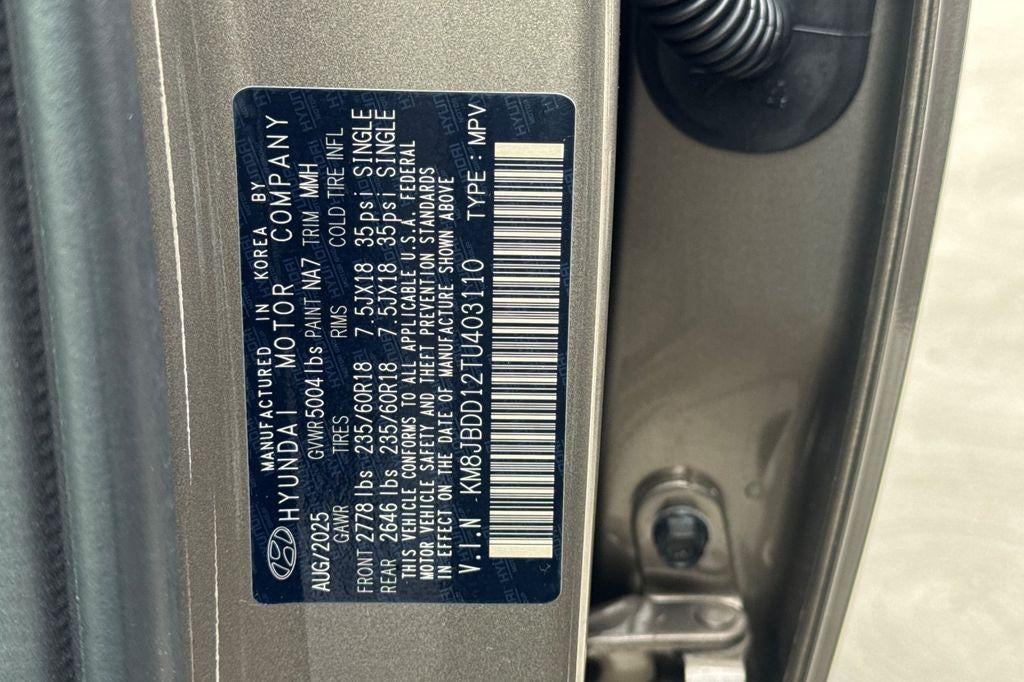 MANUFACTURED IN KOREA BY
HYUNDAI MOTOR COMPANY
AUG/2025 GVWR5004lbs PAINT NA7 TRIM MMH
GAWR TIRES RIMS COLD TIRE INFL
FRONT 2778lbs 235/60R18 7.5JX18 35psi SINGLE
REAR 2646lbs 235/60R18 7.5JX18 35psi SINGLE
THIS VEHICLE CONFORMS TO ALL APPLICABLE U.S.A. FEDERAL
MOTOR VEHICLE SAFETY AND THEFT PREVENTION STANDARDS
IN EFFECT ON THE DATE OF MANUFACTURE SHOWN ABOVE
V.I.N KM8JBDD12TU403110 TYPE : MPV